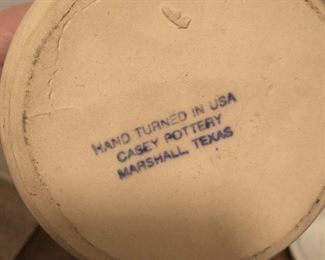 HAND TURNED IN USA
CASEY POTTERY
MARSHALL, TEXAS